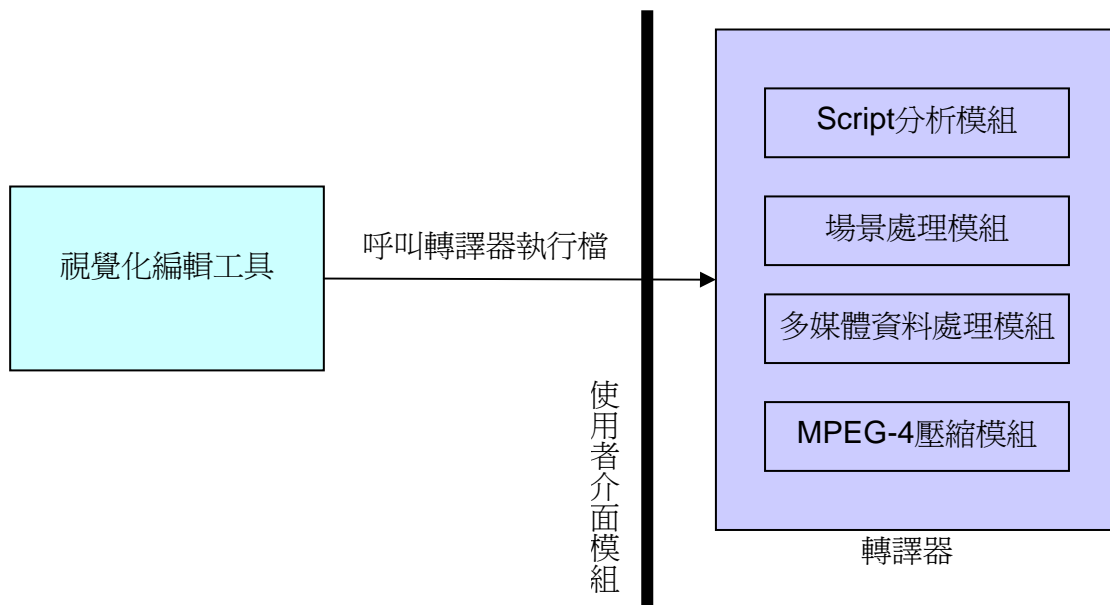 視覺化編輯工具
呼叫轉譯器執行檔
使用者介面模組
Script分析模組
場景處理模組
多媒體資料處理模組
MPEG-4壓縮模組
轉譯器